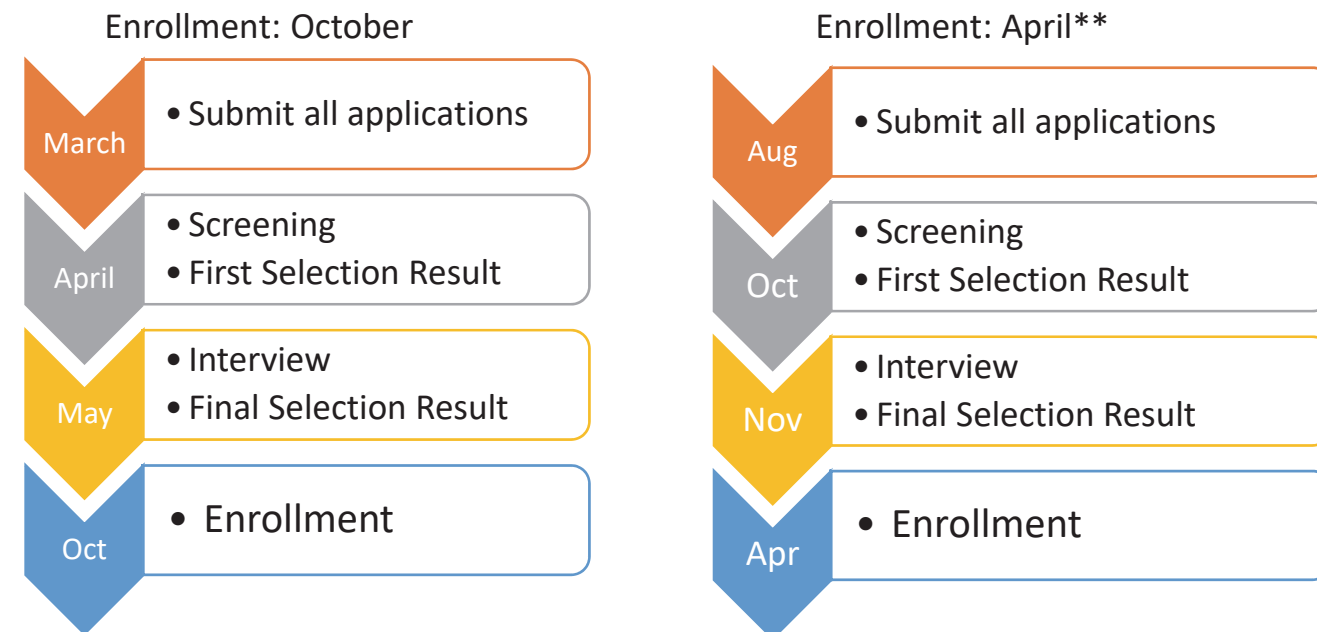 Enrollment: October
March
• Submit all applications
April
• Screening
• First Selection Result
May
• Interview
• Final Selection Result
Oct
• Enrollment
Enrollment: April**
Aug
• Submit all applications
Oct
• Screening
• First Selection Result
Nov
• Interview
• Final Selection Result
Apr
• Enrollment